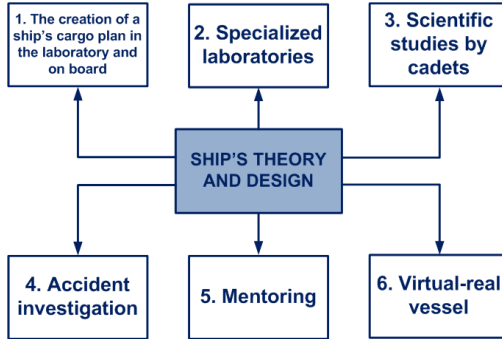 1. The creation of a
ship's cargo plan in
the laboratory and
on board
2. Specialized
laboratories
3. Scientific
studies by
cadets
SHIP'S THEORY
AND DESIGN
4. Accident
investigation
5. Mentoring
6. Virtual-real
vessel